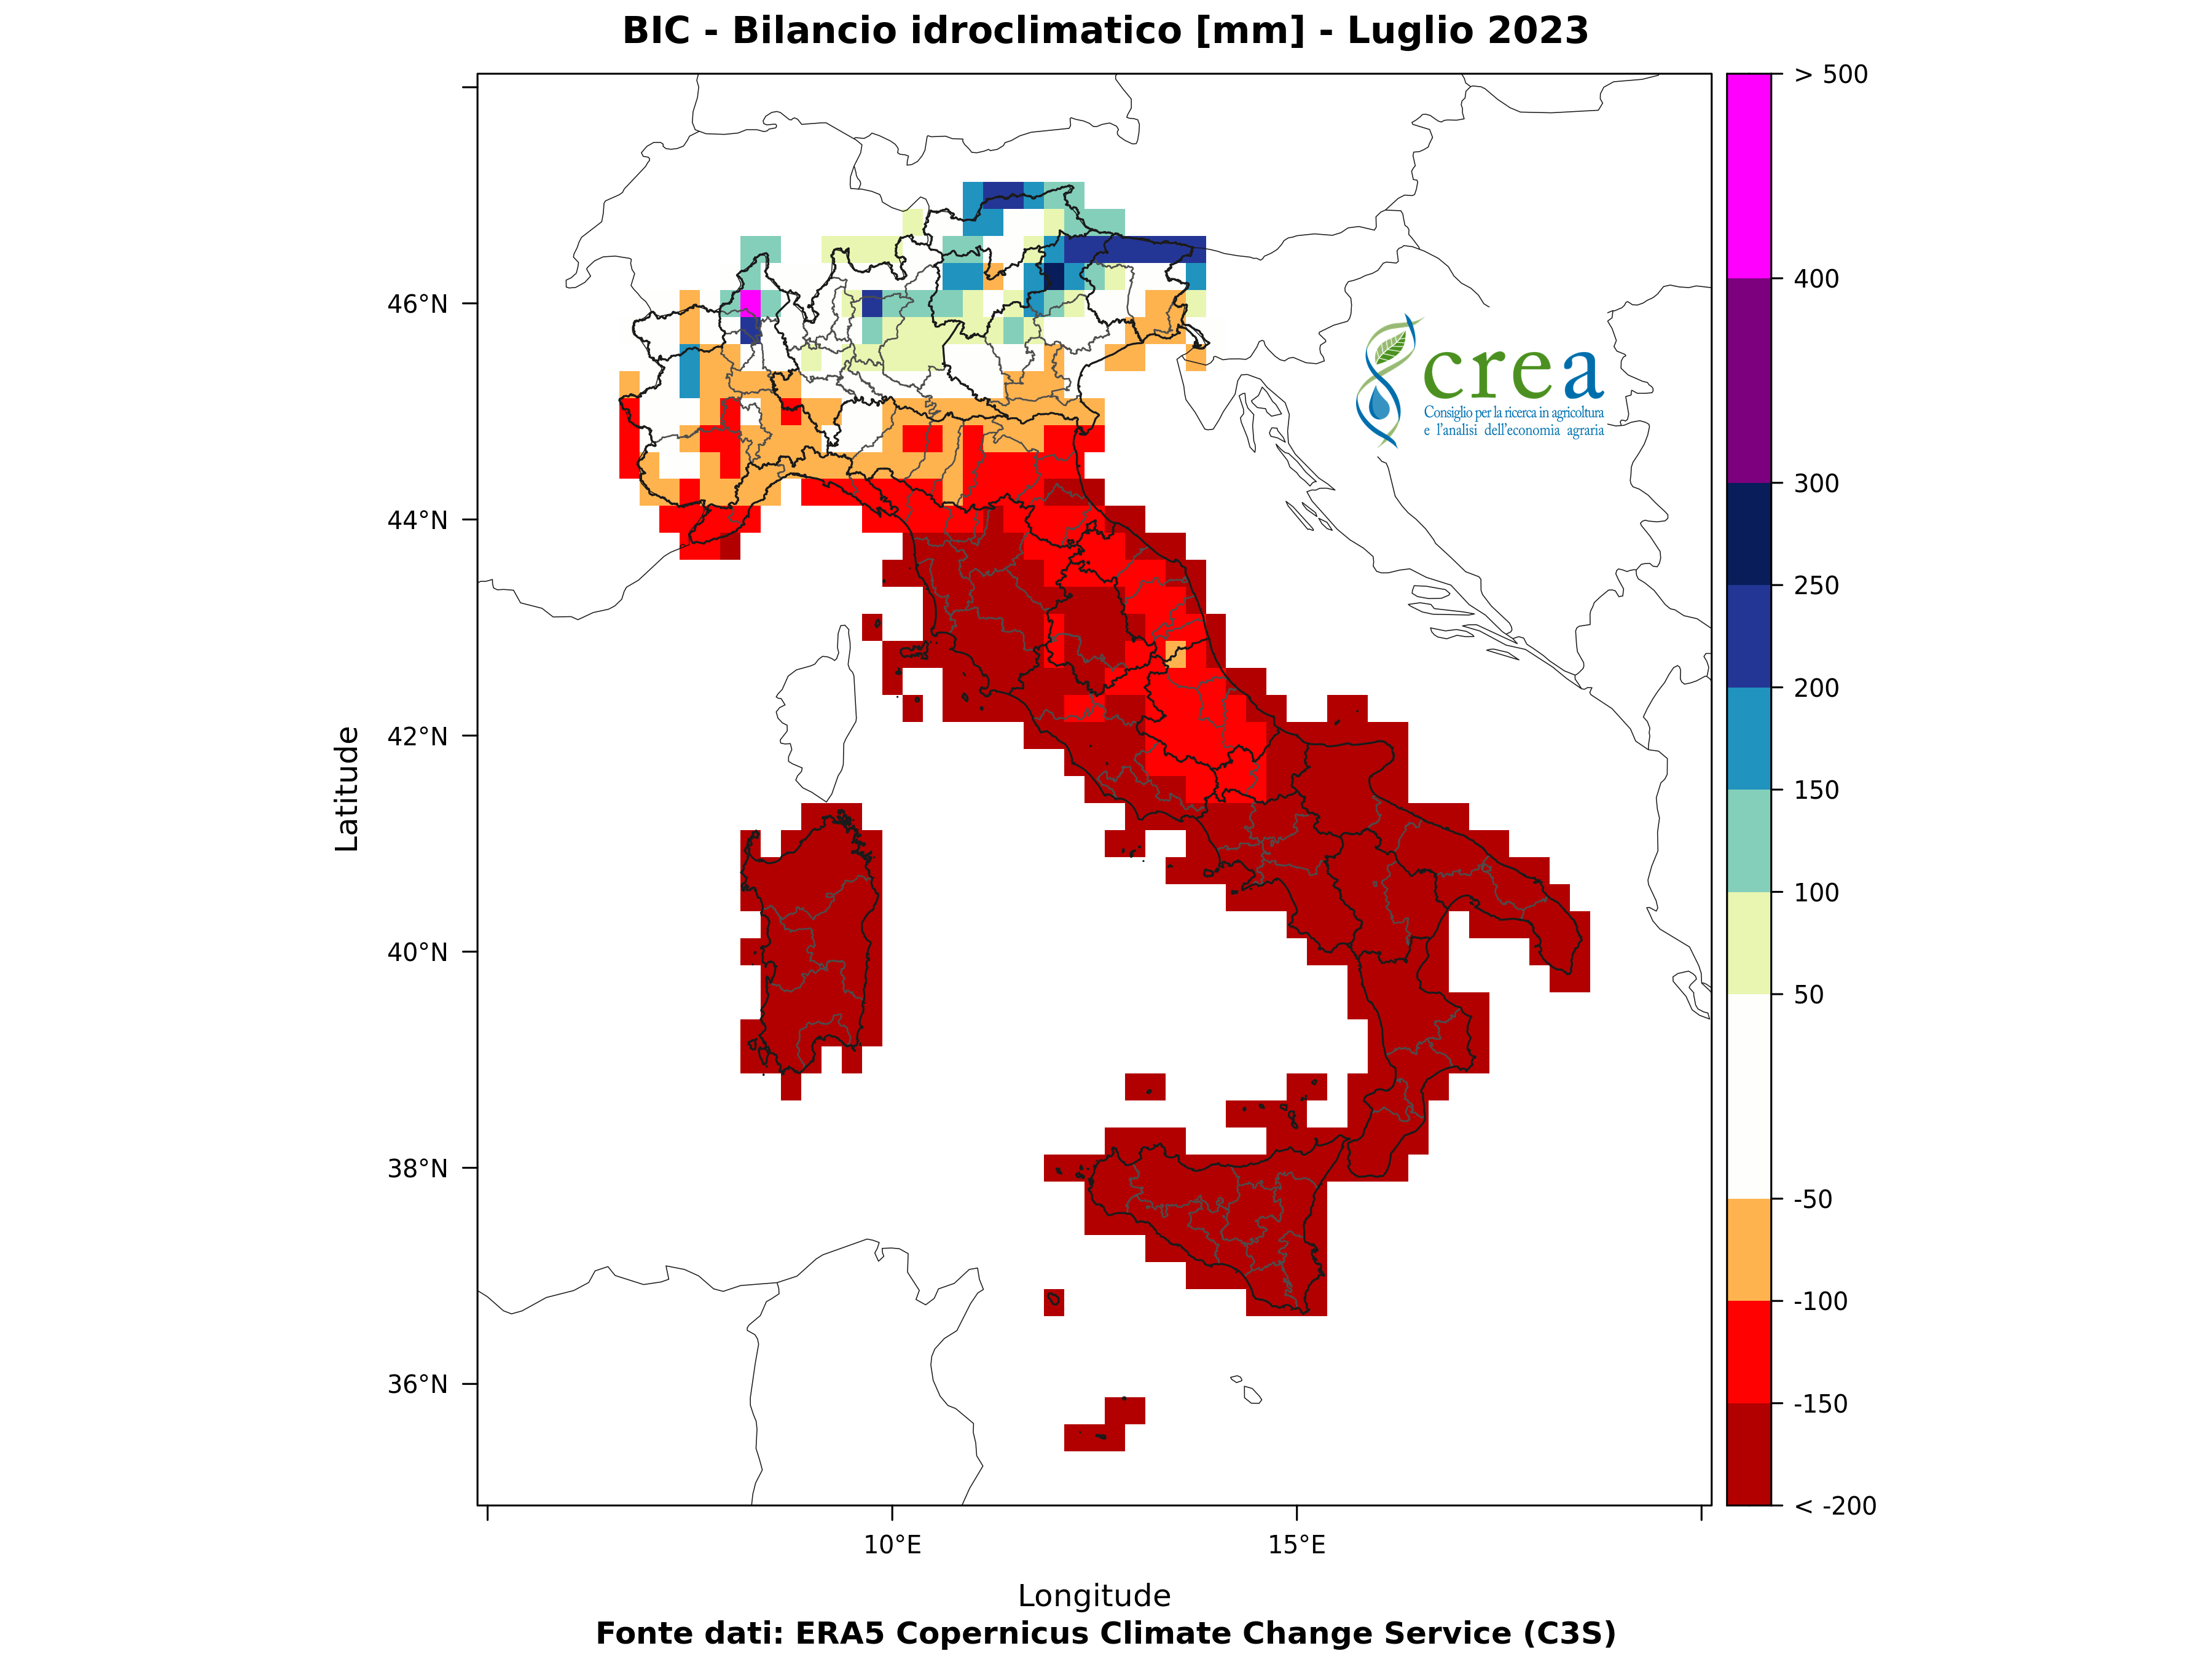 BIC - Bilancio idroclimatico [mm] - Luglio 2023
> 500
400
300
250
200
150
100
50
-50
-100
-150
< -200
46°N
44°N
42°N
40°N
38°N
36°N
Latitude
crea
Consiglio per la ricerca in agricoltura
e l'analisi dell'economia agraria
10°E
15°E
Longitude
Fonte dati: ERA5 Copernicus Climate Change Service (C3S)